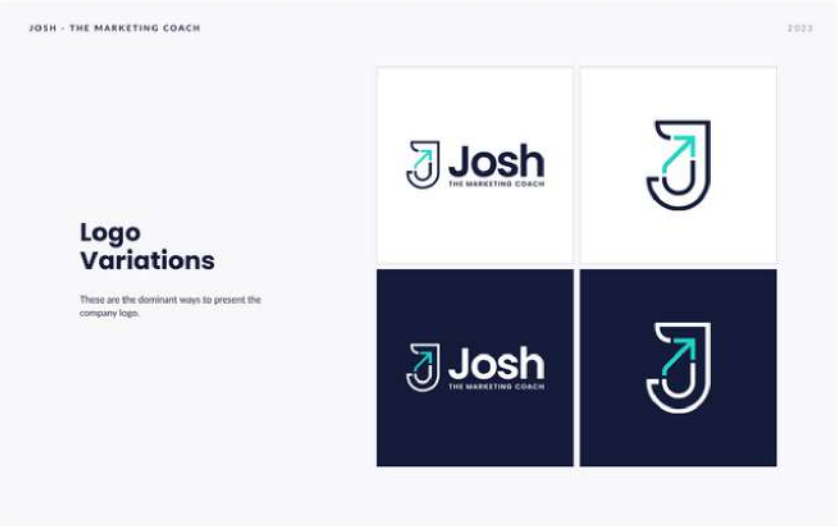 JOSH - THE MARKETING COACH
2023
Logo
Variations
These are the dominant ways to present the
company logo.
Josh
THE MARKETING COACH
Josh
THE MARKETING COACH